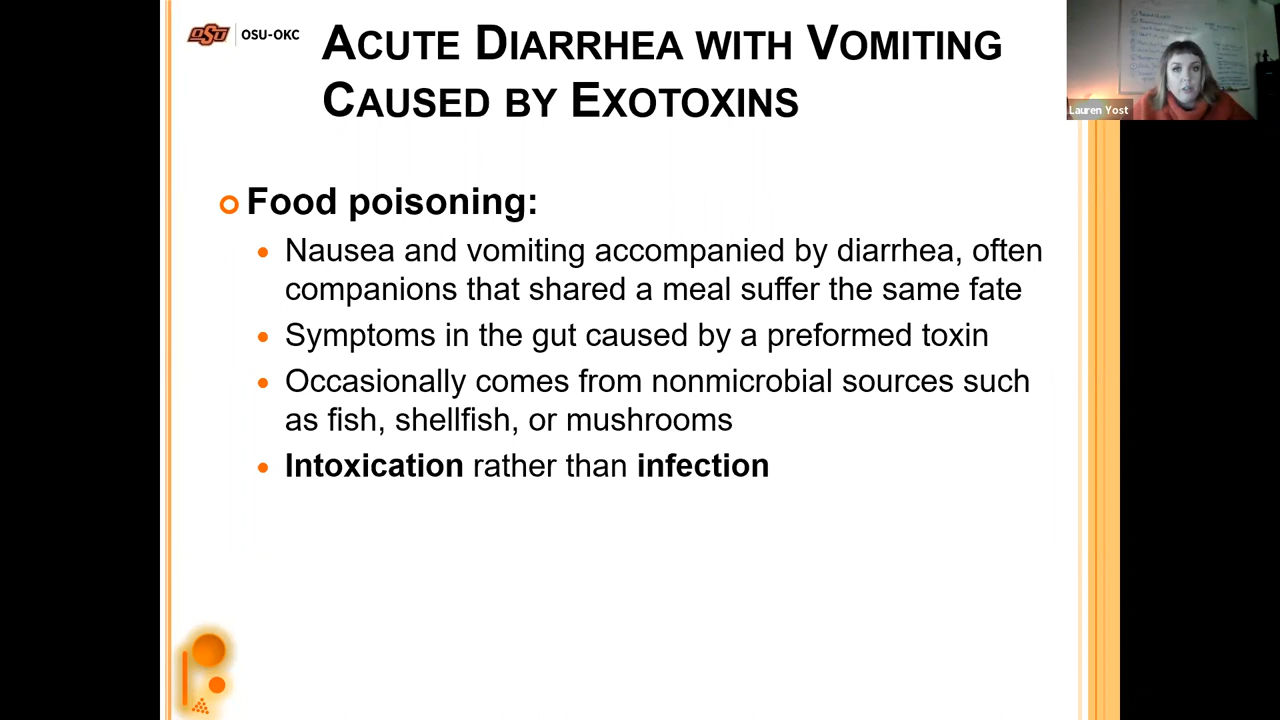 OSU OSU-OKC
ACUTE DIARRHEA WITH VOMITING
CAUSED BY EXOTOXINS
Lauren Yost
Food poisoning:
Nausea and vomiting accompanied by diarrhea, often
companions that shared a meal suffer the same fate
Symptoms in the gut caused by a preformed toxin
Occasionally comes from nonmicrobial sources such
as fish, shellfish, or mushrooms
Intoxication rather than infection